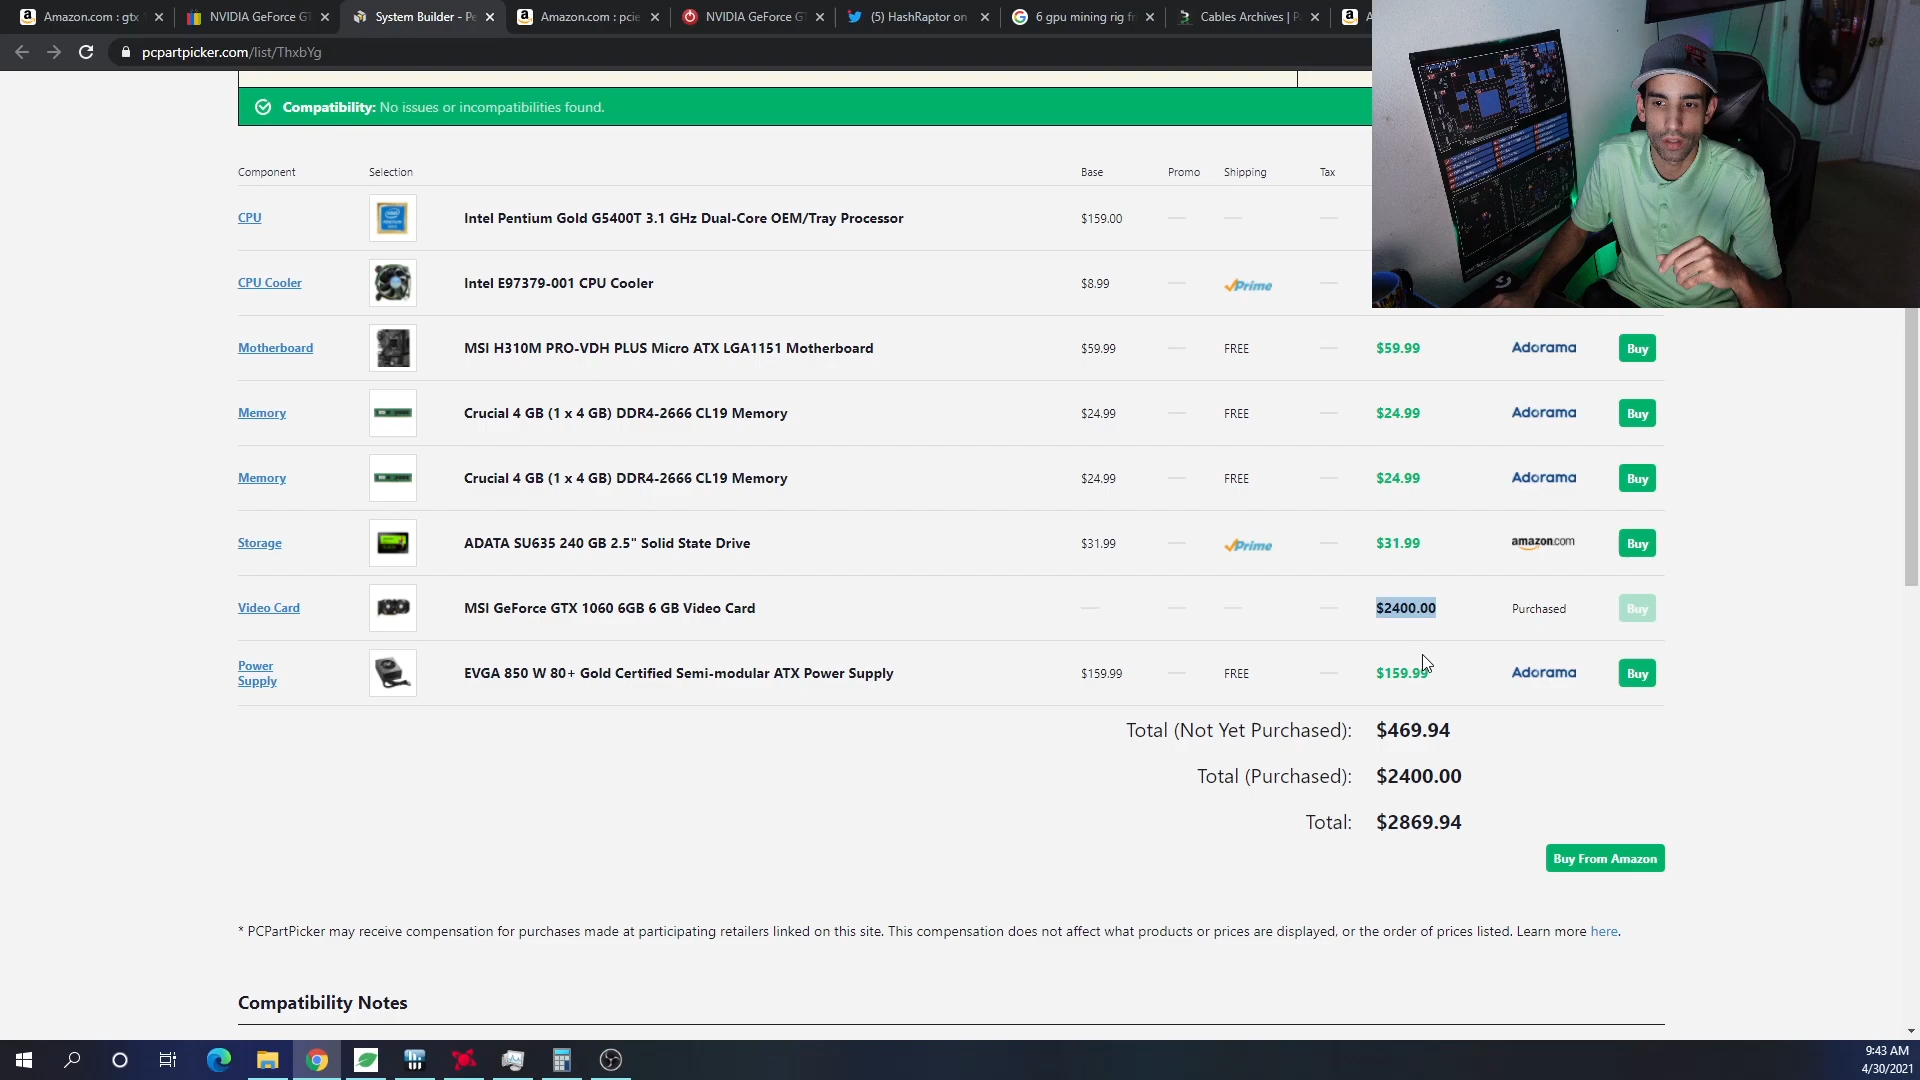 Amazon.com : gtx
NVIDIA GeForce GT
System Builder - Pc
Amazon.com : pcie
NVIDIA GeForce GT
(5) HashRaptor on
6 gpu mining rig fr
Cables Archives | P
A
pcpartpicker.com/list/ThxbYg
Compatibility: No issues or incompatibilities found.
Component Selection Base Promo Shipping Tax
CPU Intel Pentium Gold G5400T 3.1 GHz Dual-Core OEM/Tray Processor $159.00
CPU Cooler Intel E97379-001 CPU Cooler $8.99 Prime
Motherboard MSI H310M PRO-VDH PLUS Micro ATX LGA1151 Motherboard $59.99 FREE $59.99 Adorama Buy
Memory Crucial 4 GB (1 x 4 GB) DDR4-2666 CL19 Memory $24.99 FREE $24.99 Adorama Buy
Memory Crucial 4 GB (1 x 4 GB) DDR4-2666 CL19 Memory $24.99 FREE $24.99 Adorama Buy
Storage ADATA SU635 240 GB 2.5" Solid State Drive $31.99 Prime $31.99 amazon.com Buy
Video Card MSI GeForce GTX 1060 6GB 6 GB Video Card $2400.00 Purchased Buy
Power
Supply EVGA 850 W 80+ Gold Certified Semi-modular ATX Power Supply $159.99 FREE $159.99 Adorama Buy
Total (Not Yet Purchased): $469.94
Total (Purchased): $2400.00
Total: $2869.94
Buy From Amazon
* PCPartPicker may receive compensation for purchases made at participating retailers linked on this site. This compensation does not affect what products or prices are displayed, or the order of prices listed. Learn more here.
Compatibility Notes
9:43 AM
4/30/2021